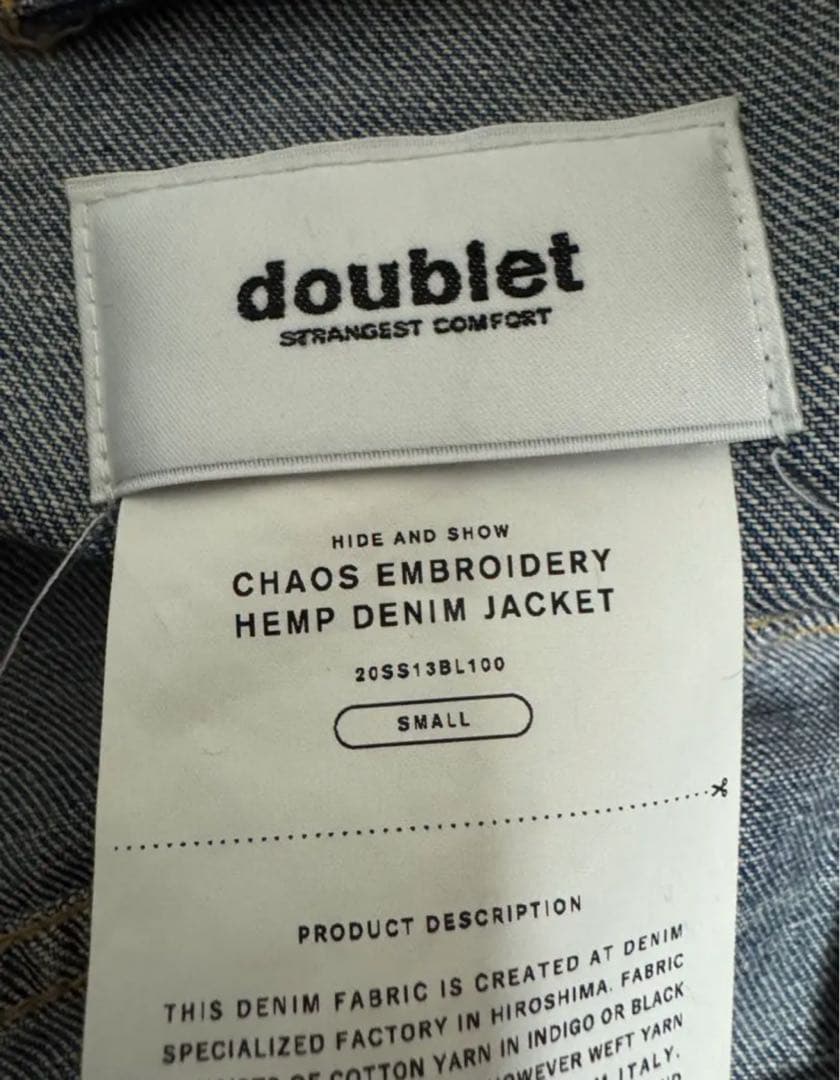 doublet
STRANGEST COMFORT
HIDE AND SHOW
CHAOS EMBROIDERY
HEMP DENIM JACKET
20SS13BL100
SMALL
PRODUCT DESCRIPTION
THIS DENIM FABRIC IS CREATED AT DENIM
SPECIALIZED FACTORY IN HIROSHIMA. FABRIC
OF COTTON YARN IN INDIGO OR BLACK
WEFT YARN
ITALY.